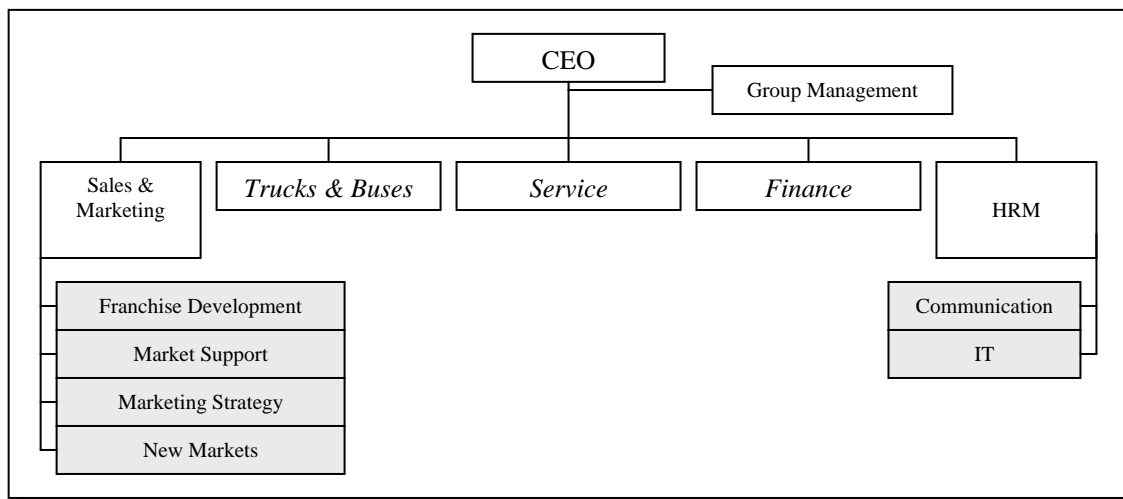 CEO
Group Management
Sales &
Marketing
Trucks & Buses
Service
Finance
HRM
Franchise Development
Market Support
Marketing Strategy
New Markets
Communication
IT